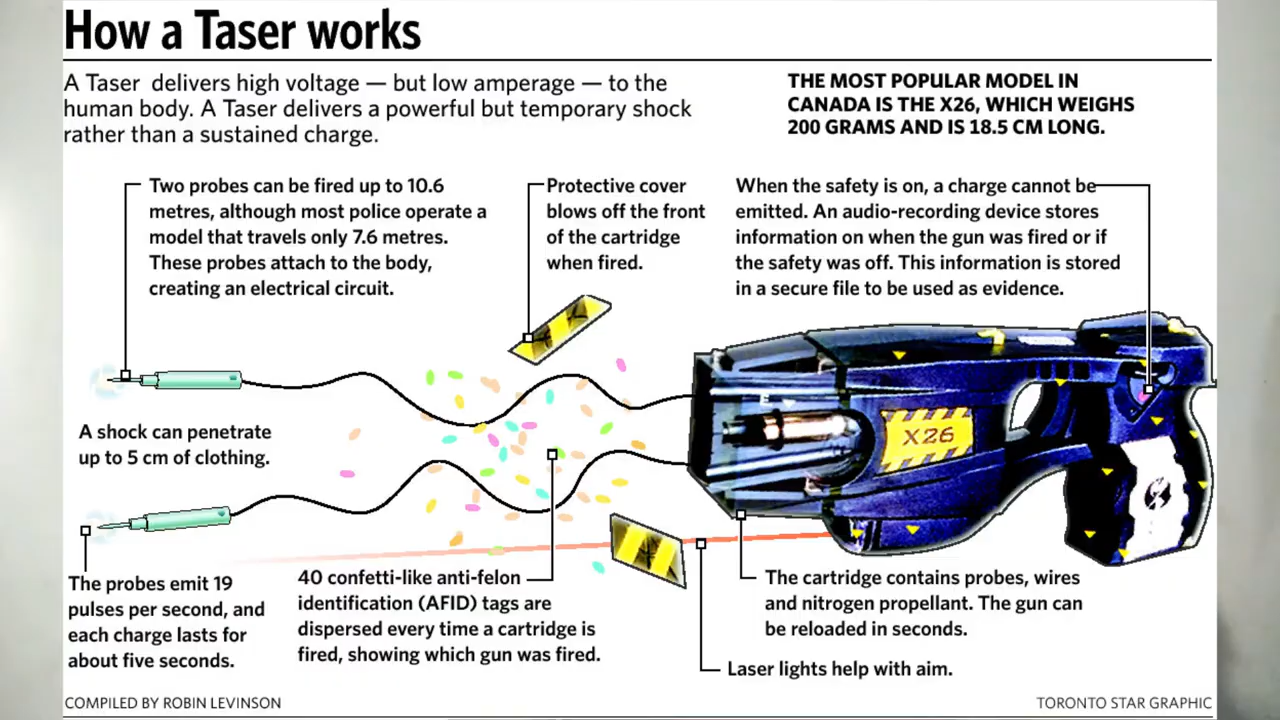 How a Taser works
A Taser delivers high voltage — but low amperage — to the
human body. A Taser delivers a powerful but temporary shock
rather than a sustained charge.
THE MOST POPULAR MODEL IN
CANADA IS THE X26, WHICH WEIGHS
200 GRAMS AND IS 18.5 CM LONG.
Two probes can be fired up to 10.6
metres, although most police operate a
model that travels only 7.6 metres.
These probes attach to the body,
creating an electrical circuit.
Protective cover
blows off the front
of the cartridge
when fired.
When the safety is on, a charge cannot be
emitted. An audio-recording device stores
information on when the gun was fired or if
the safety was off. This information is stored
in a secure file to be used as evidence.
A shock can penetrate
up to 5 cm of clothing.
X26
The probes emit 19
pulses per second, and
each charge lasts for
about five seconds.
40 confetti-like anti-felon
identification (AFID) tags are
dispersed every time a cartridge is
fired, showing which gun was fired.
The cartridge contains probes, wires
and nitrogen propellant. The gun can
be reloaded in seconds.
Laser lights help with aim.
COMPILED BY ROBIN LEVINSON
TORONTO STAR GRAPHIC